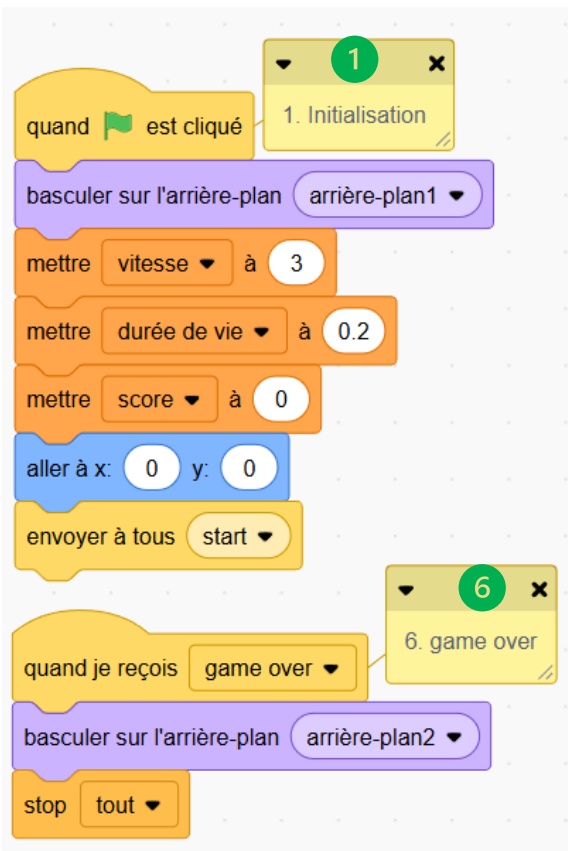 1
1. Initialisation
quand est cliqué
basculer sur l'arrière-plan arrière-plan1
mettre vitesse à 3
mettre durée de vie à 0.2
mettre score à 0
aller à x: 0 y: 0
envoyer à tous start
6
6. game over
quand je reçois game over
basculer sur l'arrière-plan arrière-plan2
stop tout